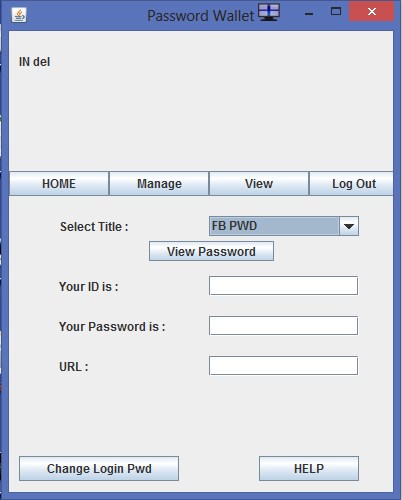 Password Wallet
IN del
HOME Manage View Log Out
Select Title : FB PWD
View Password
Your ID is :
Your Password is :
URL :
Change Login Pwd HELP